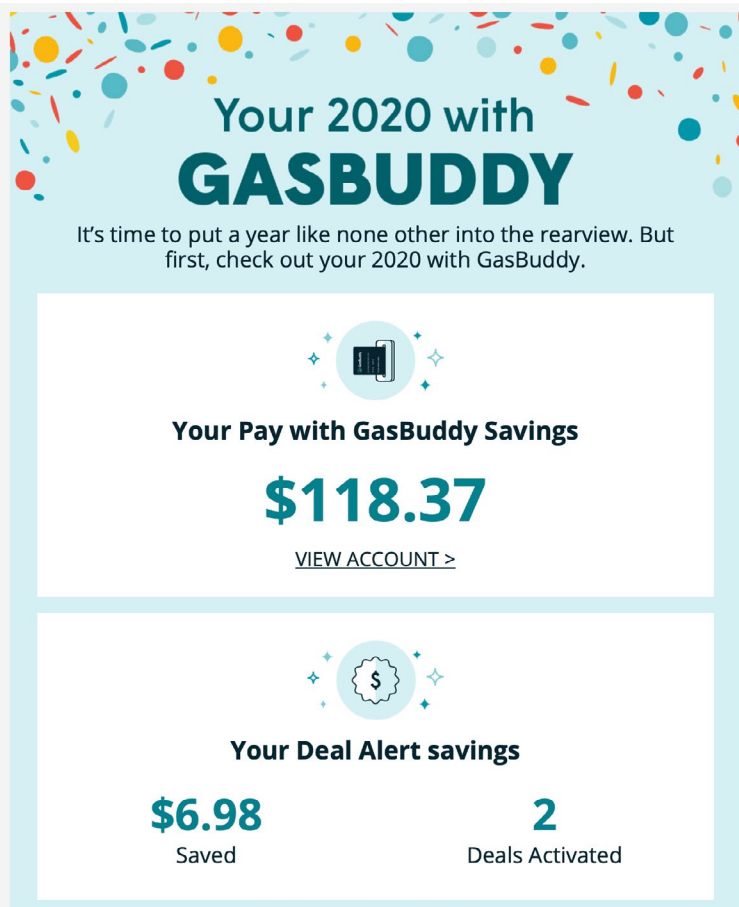 Your 2020 with
GASBUDDY
It's time to put a year like none other into the rearview. But
first, check out your 2020 with GasBuddy.
Your Pay with GasBuddy Savings
$118.37
VIEW ACCOUNT >
$
Your Deal Alert savings
$6.98
2
Saved
Deals Activated